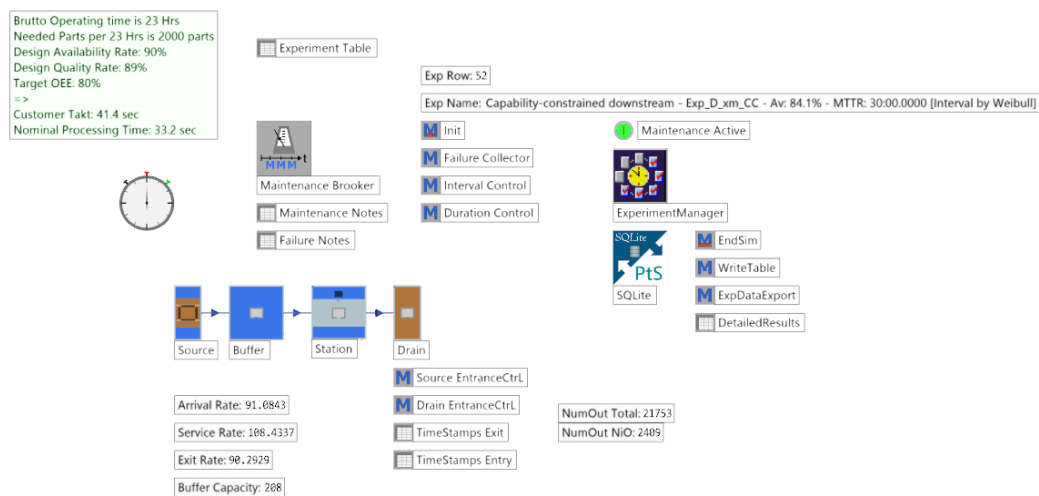 Brutto Operating time is 23 Hrs
Needed Parts per 23 Hrs is 2000 parts
Design Availability Rate: 90%
Design Quality Rate: 89%
Target OEE: 80%
=>
Customer Takt: 41.4 sec
Nominal Processing Time: 33.2 sec
Experiment Table
Exp Row: 52
Exp Name: Capability-constrained downstream - Exp_D_xm_CC - Av: 84.1% - MTTR: 30:00.0000 [Interval by Weibull]
t
MMM
Maintenance Brooker
Maintenance Notes
Failure Notes
M Init
M Failure Collector
M Interval Control
M Duration Control
Maintenance Active
ExperimentManager
SQLite
PtS
SQLite
M EndSim
M WriteTable
M ExpDataExport
DetailedResults
Source
Buffer
Station
Drain
M Source EntranceCtrL
M Drain EntranceCtrL
TimeStamps Exit
TimeStamps Entry
Arrival Rate: 91.0843
Service Rate: 108.4337
Exit Rate: 90.2929
Buffer Capacity: 208
NumOut Total: 21753
NumOut NiO: 2409